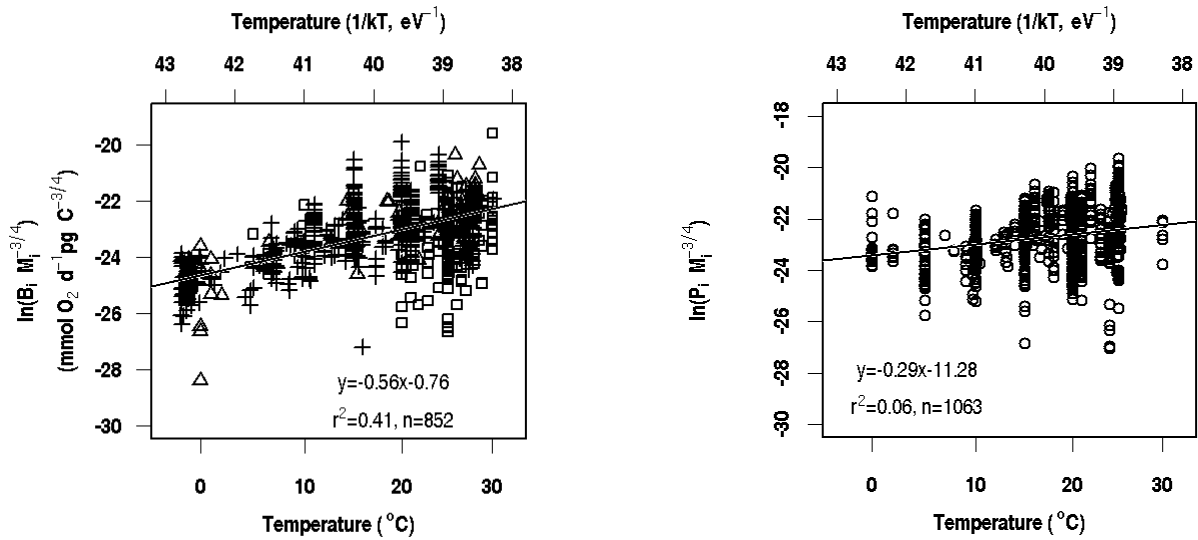 Temperature (1/kT, eV⁻¹)
43 42 41 40 39 38
-20
-22
-24
-26
-28
-30
ln(Bᵢ Mᵢ⁻³/⁴)
(mmol O₂ d⁻¹pg C⁻³/⁴)
y=-0.56x-0.76
r²=0.41, n=852
0 10 20 30
Temperature (°C)
Temperature (1/kT, eV⁻¹)
43 42 41 40 39 38
-18
-20
-22
-24
-26
-28
-30
ln(Pᵢ Mᵢ⁻³/⁴)
y=-0.29x-11.28
r²=0.06, n=1063
0 10 20 30
Temperature (°C)